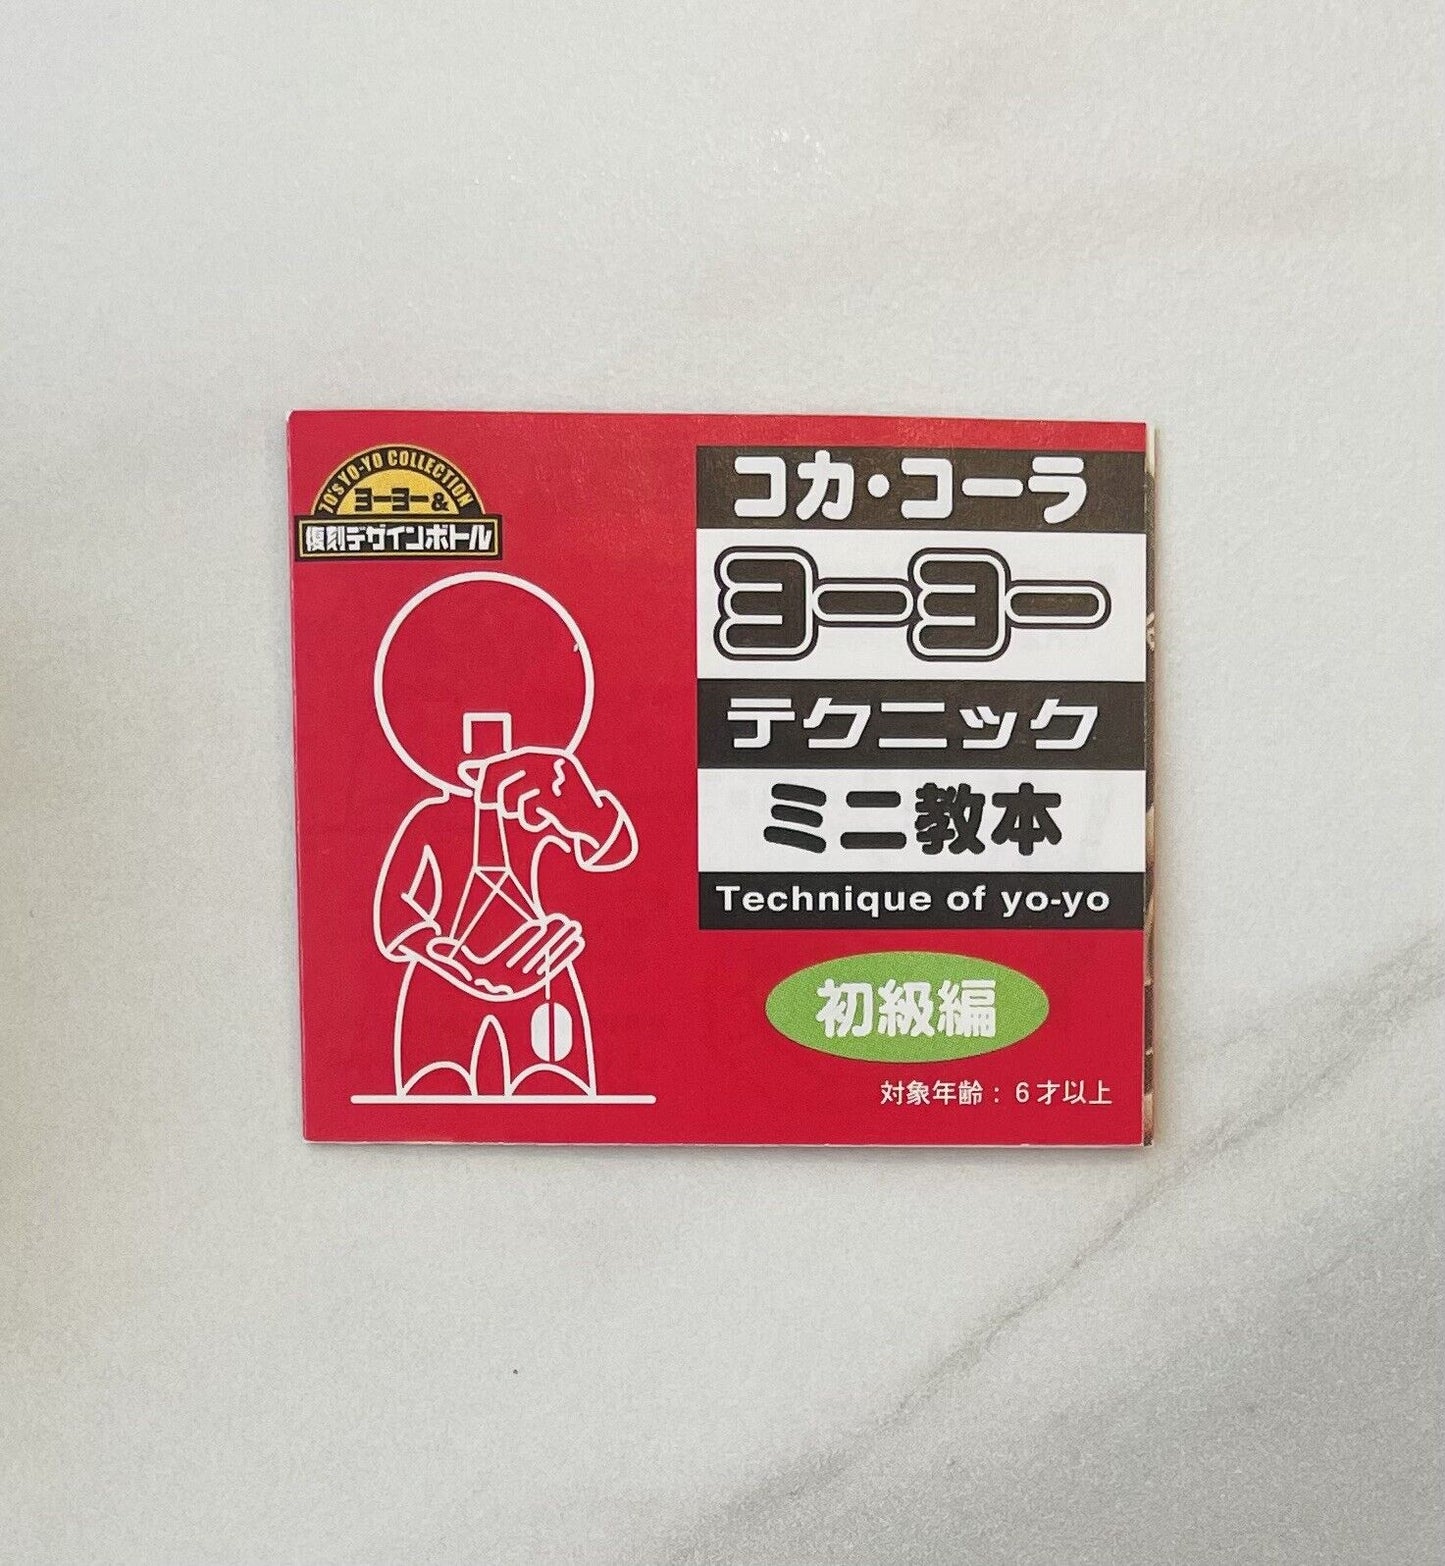 70's YO-YO COLLECTION
ヨーヨー&
復刻デザインボトル
コカ・コーラ
ヨーヨー
テクニック
ミニ教本
Technique of yo-yo
初級編
対象年齢：6才以上